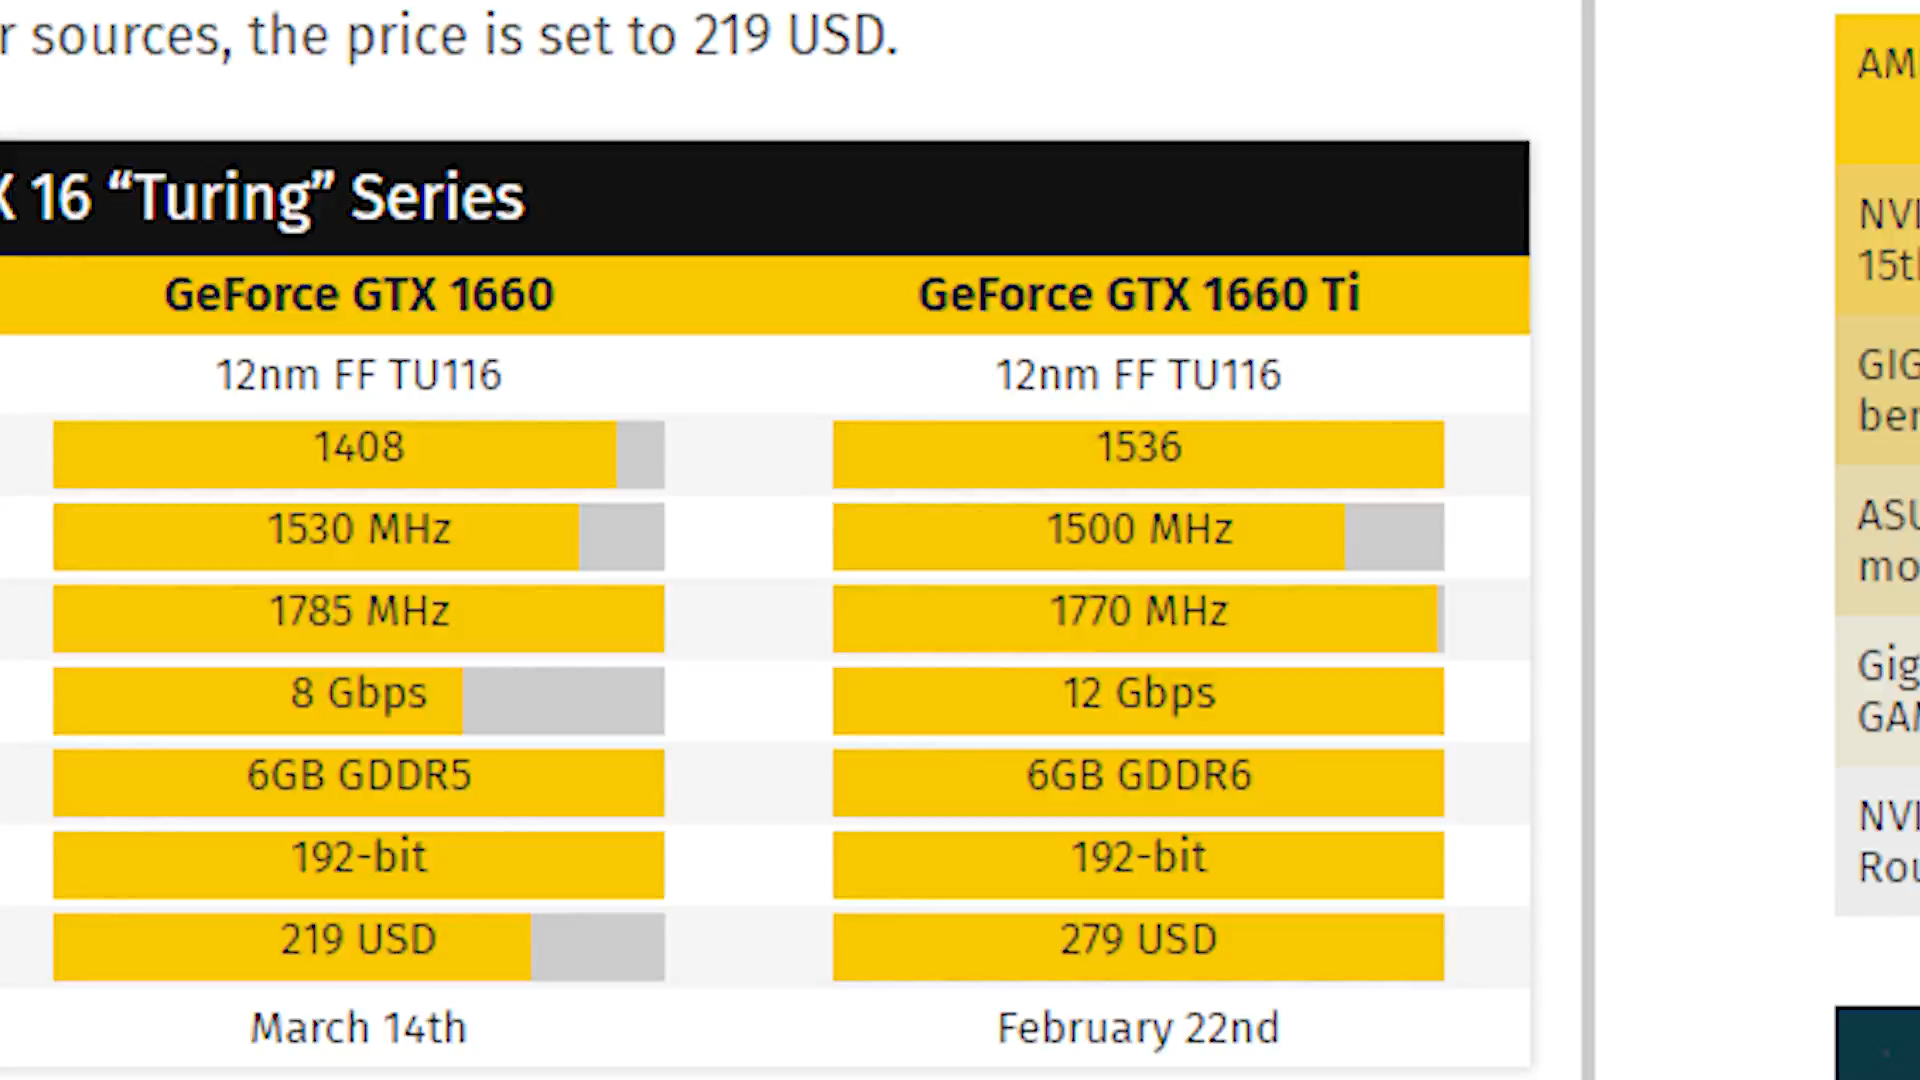 sources, the price is set to 219 USD.
X 16 “Turing” Series
GeForce GTX 1660 GeForce GTX 1660 Ti
12nm FF TU116 12nm FF TU116
1408 1536
1530 MHz 1500 MHz
1785 MHz 1770 MHz
8 Gbps 12 Gbps
6GB GDDR5 6GB GDDR6
192-bit 192-bit
219 USD 279 USD
March 14th February 22nd